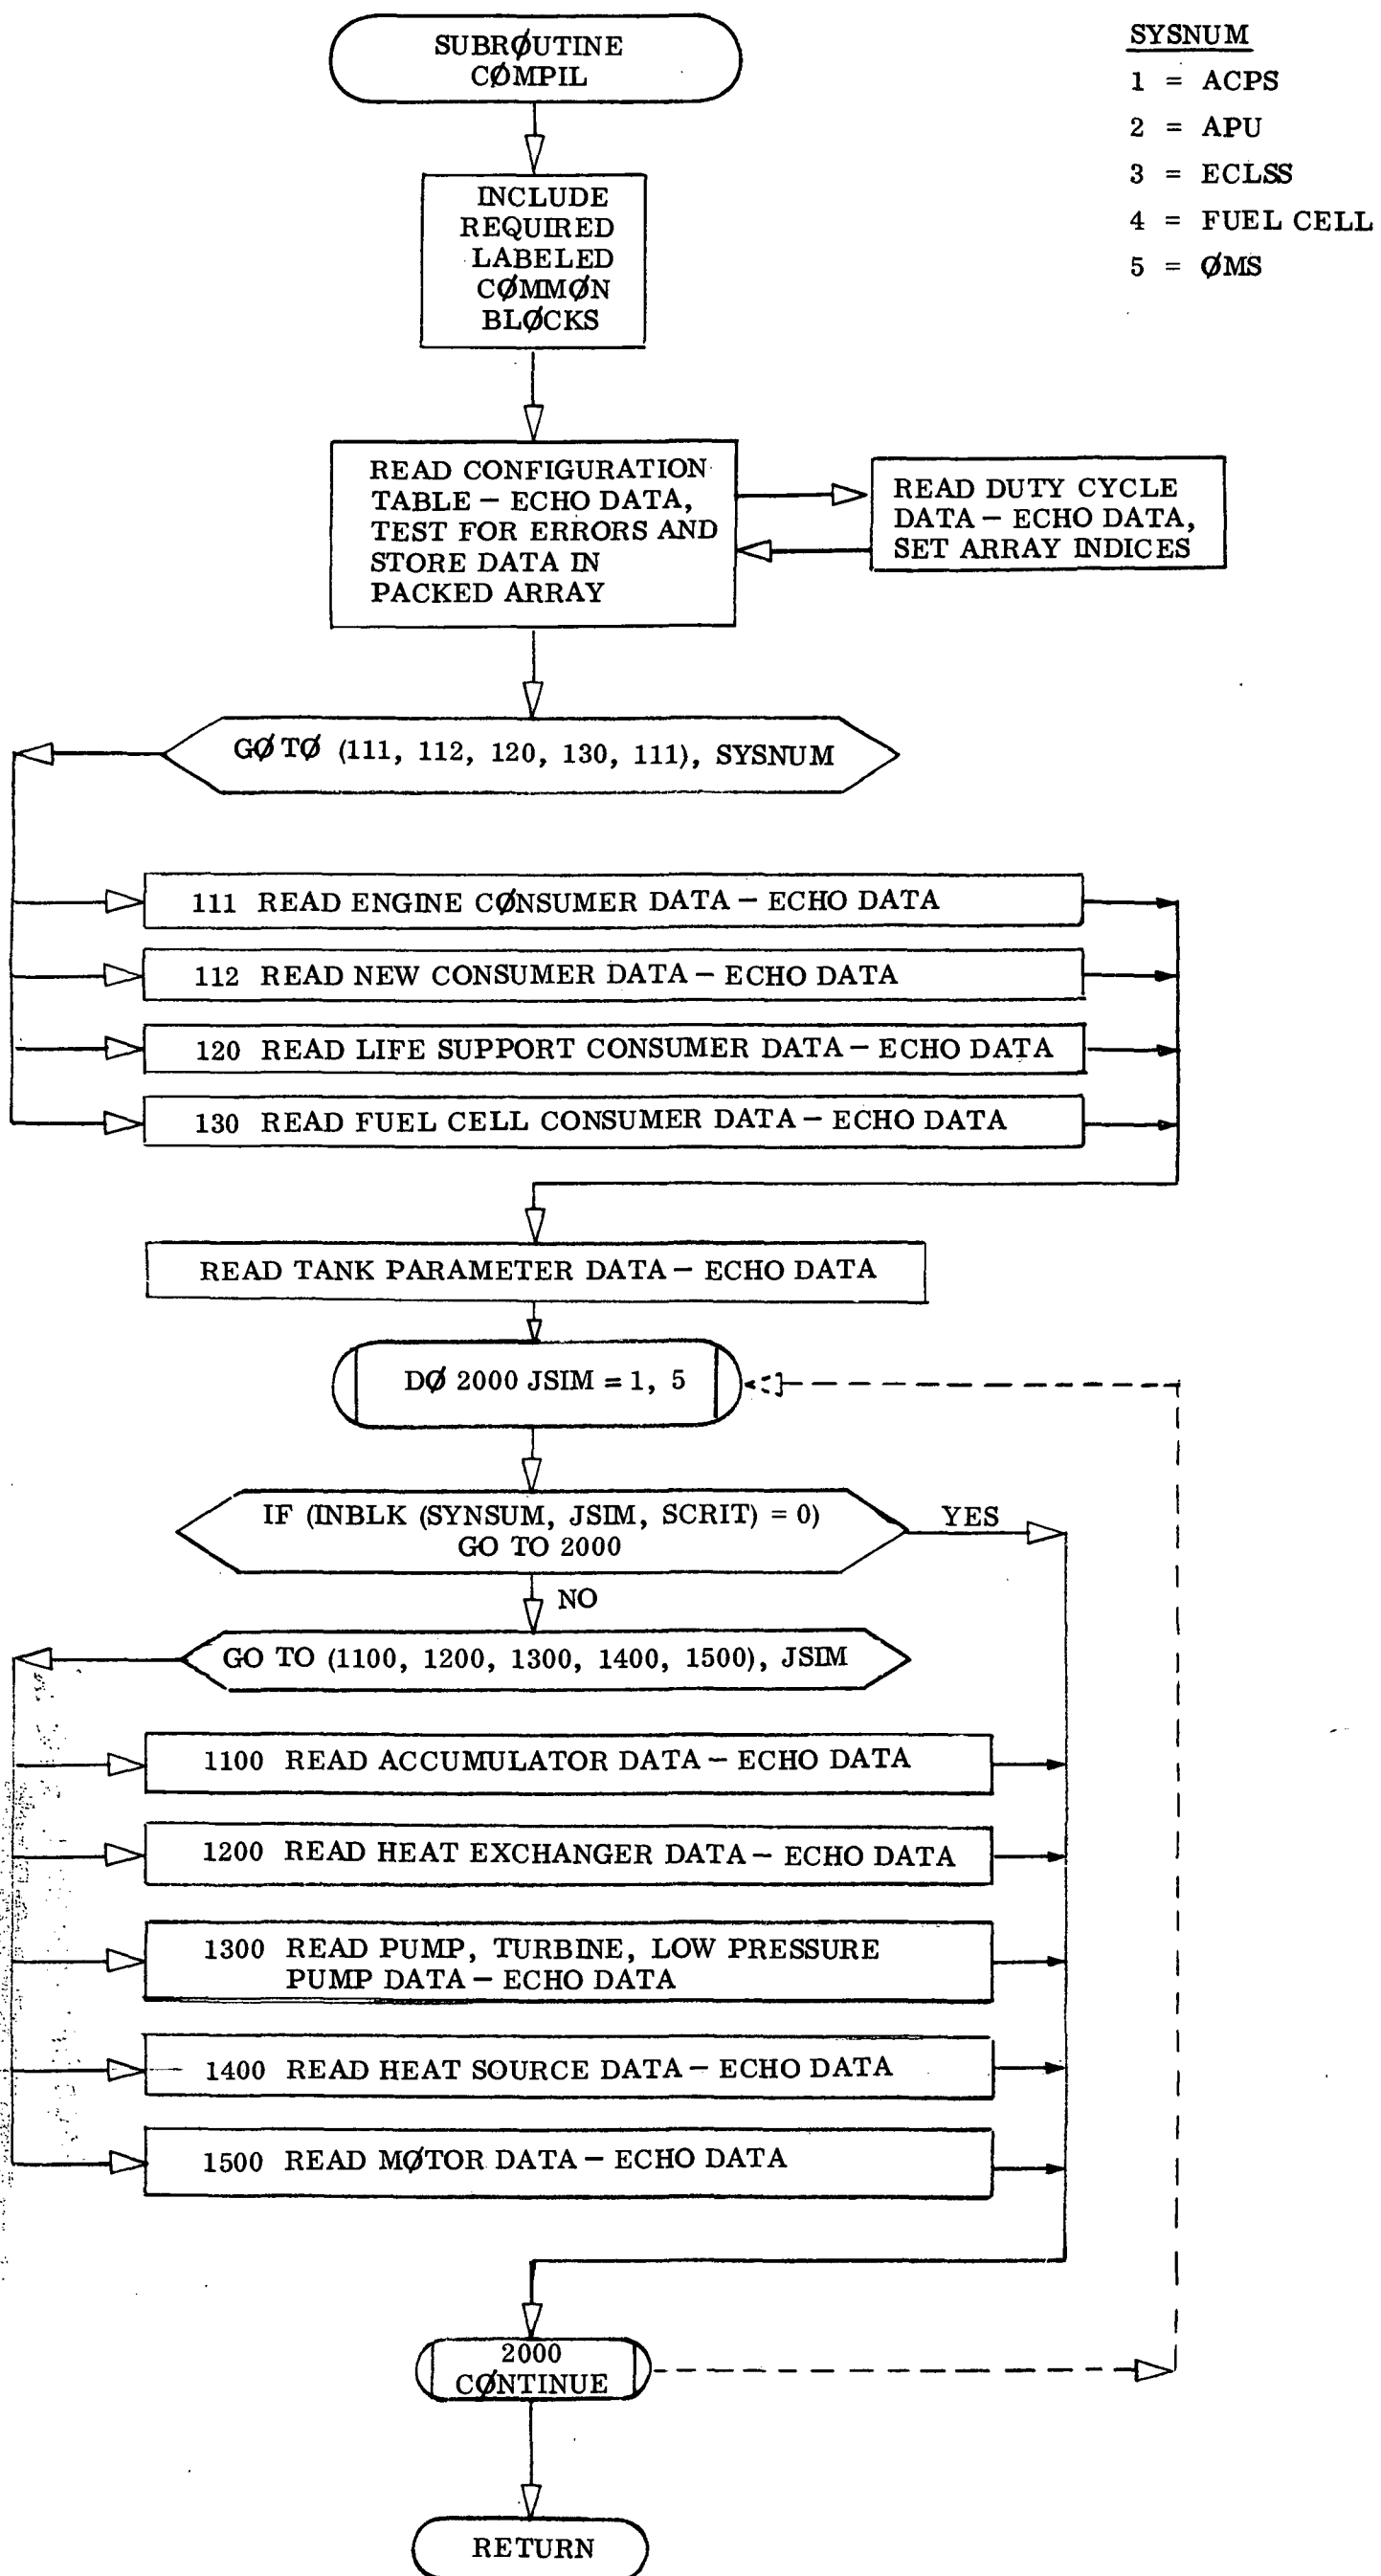 SUBRØUTINE
CØMPIL
SYSNUM
1 = ACPS
2 = APU
3 = ECLSS
4 = FUEL CELL
5 = ØMS
INCLUDE
REQUIRED
LABELED
CØMMØN
BLØCKS
READ CONFIGURATION
TABLE – ECHO DATA,
TEST FOR ERRORS AND
STORE DATA IN
PACKED ARRAY
READ DUTY CYCLE
DATA – ECHO DATA,
SET ARRAY INDICES
GØ TØ (111, 112, 120, 130, 111), SYSNUM
111 READ ENGINE CØNSUMER DATA – ECHO DATA
112 READ NEW CONSUMER DATA – ECHO DATA
120 READ LIFE SUPPORT CONSUMER DATA – ECHO DATA
130 READ FUEL CELL CONSUMER DATA – ECHO DATA
READ TANK PARAMETER DATA – ECHO DATA
DØ 2000 JSIM = 1, 5
IF (INBLK (SYNSUM, JSIM, SCRIT) = 0)
GO TO 2000
YES
NO
GO TO (1100, 1200, 1300, 1400, 1500), JSIM
1100 READ ACCUMULATOR DATA – ECHO DATA
1200 READ HEAT EXCHANGER DATA – ECHO DATA
1300 READ PUMP, TURBINE, LOW PRESSURE
PUMP DATA – ECHO DATA
1400 READ HEAT SOURCE DATA – ECHO DATA
1500 READ MØTOR DATA – ECHO DATA
2000
CØNTINUE
RETURN